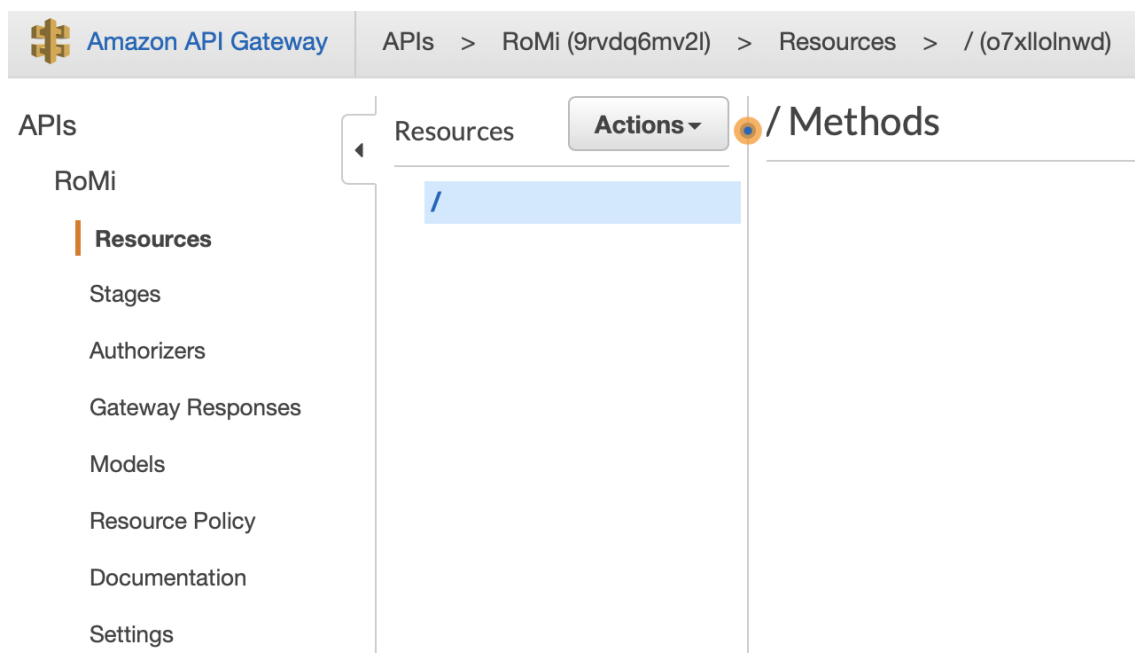 Amazon API Gateway APIs > RoMi (9rvdq6mv2l) > Resources > / (o7xllolnwd)
APIs
RoMi
Resources
Stages
Authorizers
Gateway Responses
Models
Resource Policy
Documentation
Settings
Resources Actions
/
/ Methods